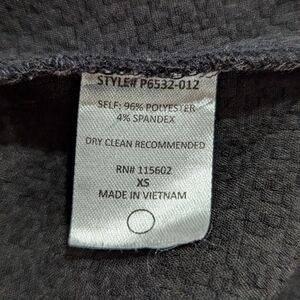 STYLE# P6532-012
SELF: 96% POLYESTER
4% SPANDEX
DRY CLEAN RECOMMENDED
RN# 115602
XS
MADE IN VIETNAM